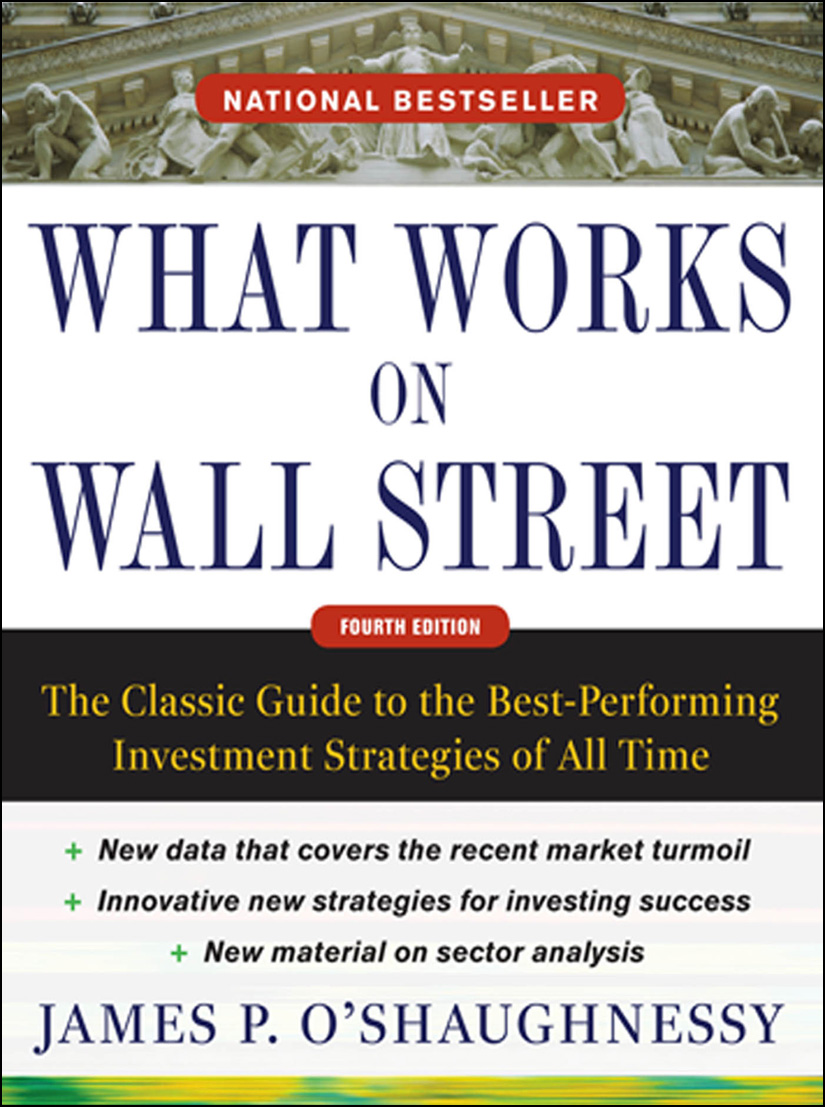 NATIONAL BESTSELLER
WHAT WORKS
ON
WALL STREET
FOURTH EDITION
The Classic Guide to the Best-Performing
Investment Strategies of All Time
+ New data that covers the recent market turmoil
+ Innovative new strategies for investing success
+ New material on sector analysis
JAMES P. O'SHAUGHNESSY